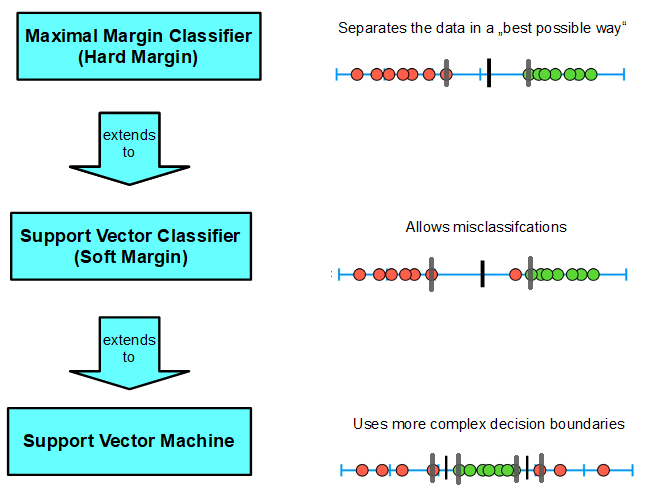 Maximal Margin Classifier
(Hard Margin)
Separates the data in a „best possible way“
extends
to
Support Vector Classifier
(Soft Margin)
Allows misclassifcations
extends
to
Support Vector Machine
Uses more complex decision boundaries